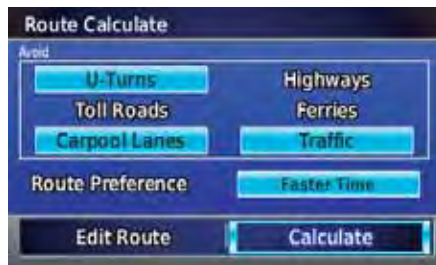 Route Calculate
Avoid
U-Turns Highways
Toll Roads Ferries
Carpool Lanes Traffic
Route Preference Faster Time
Edit Route Calculate